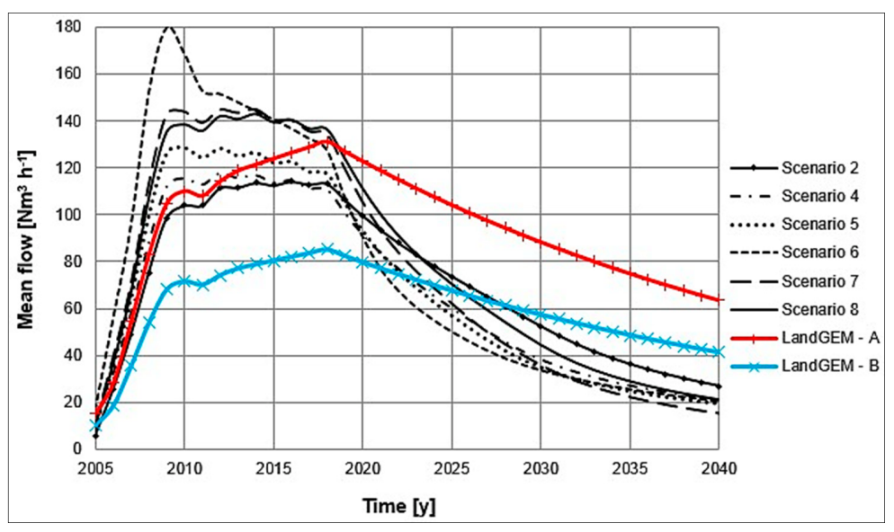 180
160
140
120
100
80
60
40
20
0
Mean flow [Nm³ h⁻¹]
2005 2010 2015 2020 2025 2030 2035 2040
Time [y]
Scenario 2
Scenario 4
Scenario 5
Scenario 6
Scenario 7
Scenario 8
LandGEM - A
LandGEM - B